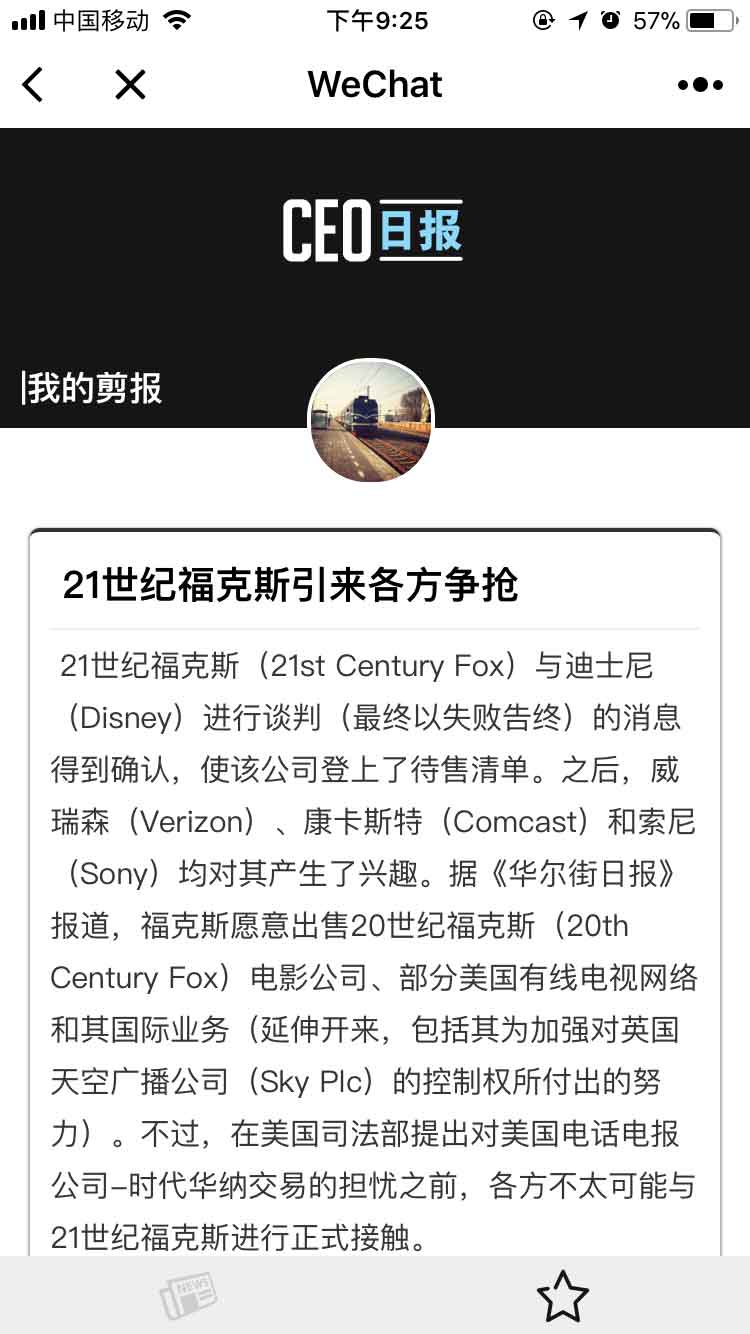 中国移动 下午9:25 57%
WeChat
CEO日报
我的剪报
21世纪福克斯引来各方争抢
21世纪福克斯（21st Century Fox）与迪士尼
（Disney）进行谈判（最终以失败告终）的消息
得到确认，使该公司登上了待售清单。之后，威
瑞森（Verizon）、康卡斯特（Comcast）和索尼
（Sony）均对其产生了兴趣。据《华尔街日报》
报道，福克斯愿意出售20世纪福克斯（20th
Century Fox）电影公司、部分美国有线电视网络
和其国际业务（延伸开来，包括其为加强对英国
天空广播公司（Sky Plc）的控制权所付出的努
力）。不过，在美国司法部提出对美国电话电报
公司–时代华纳交易的担忧之前，各方不太可能与
21世纪福克斯进行正式接触。
NEWS